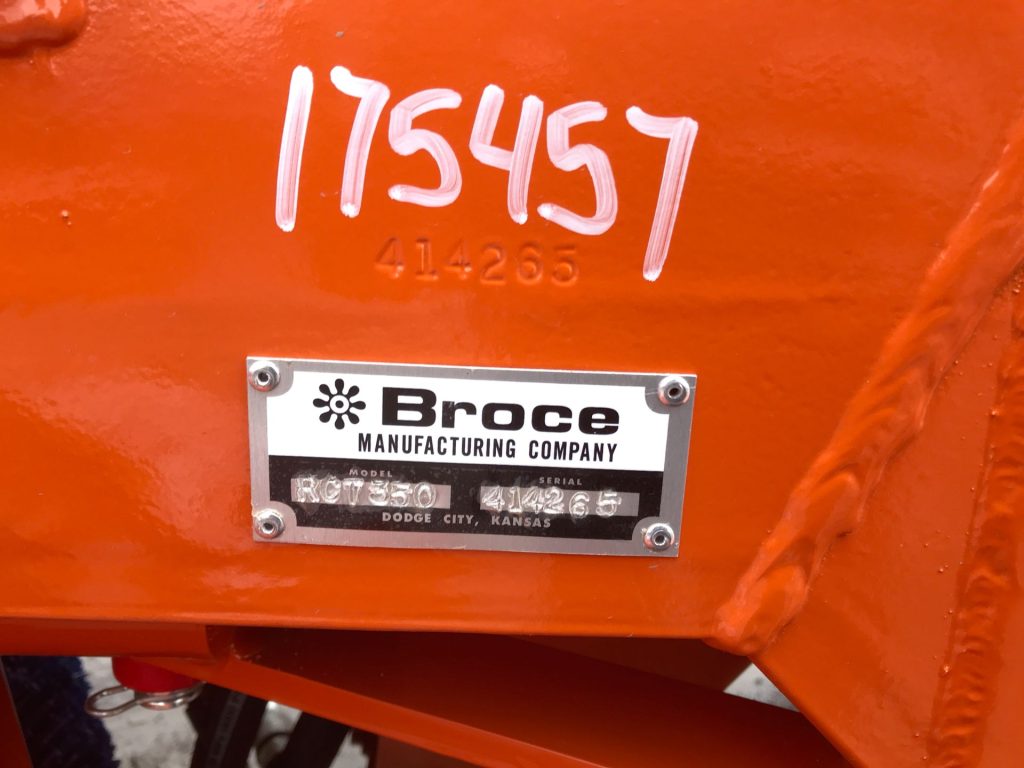 175457
414265
Broce
MANUFACTURING COMPANY
MODEL SERIAL
RCT350 414265
DODGE CITY, KANSAS